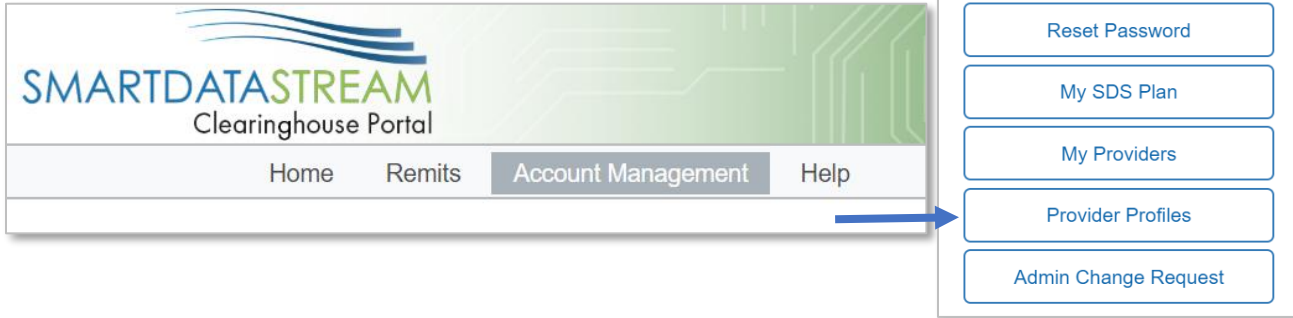 SMARTDATASTREAM
Clearinghouse Portal
Home Remits Account Management Help
Reset Password
My SDS Plan
My Providers
Provider Profiles
Admin Change Request